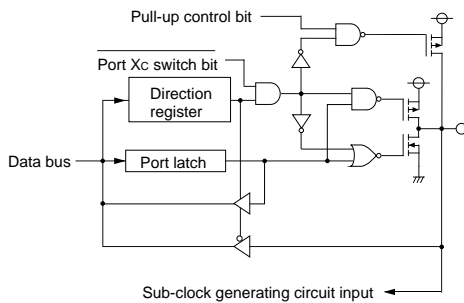 Pull-up control bit
Port XC switch bit
Direction
register
Data bus
Port latch
Sub-clock generating circuit input